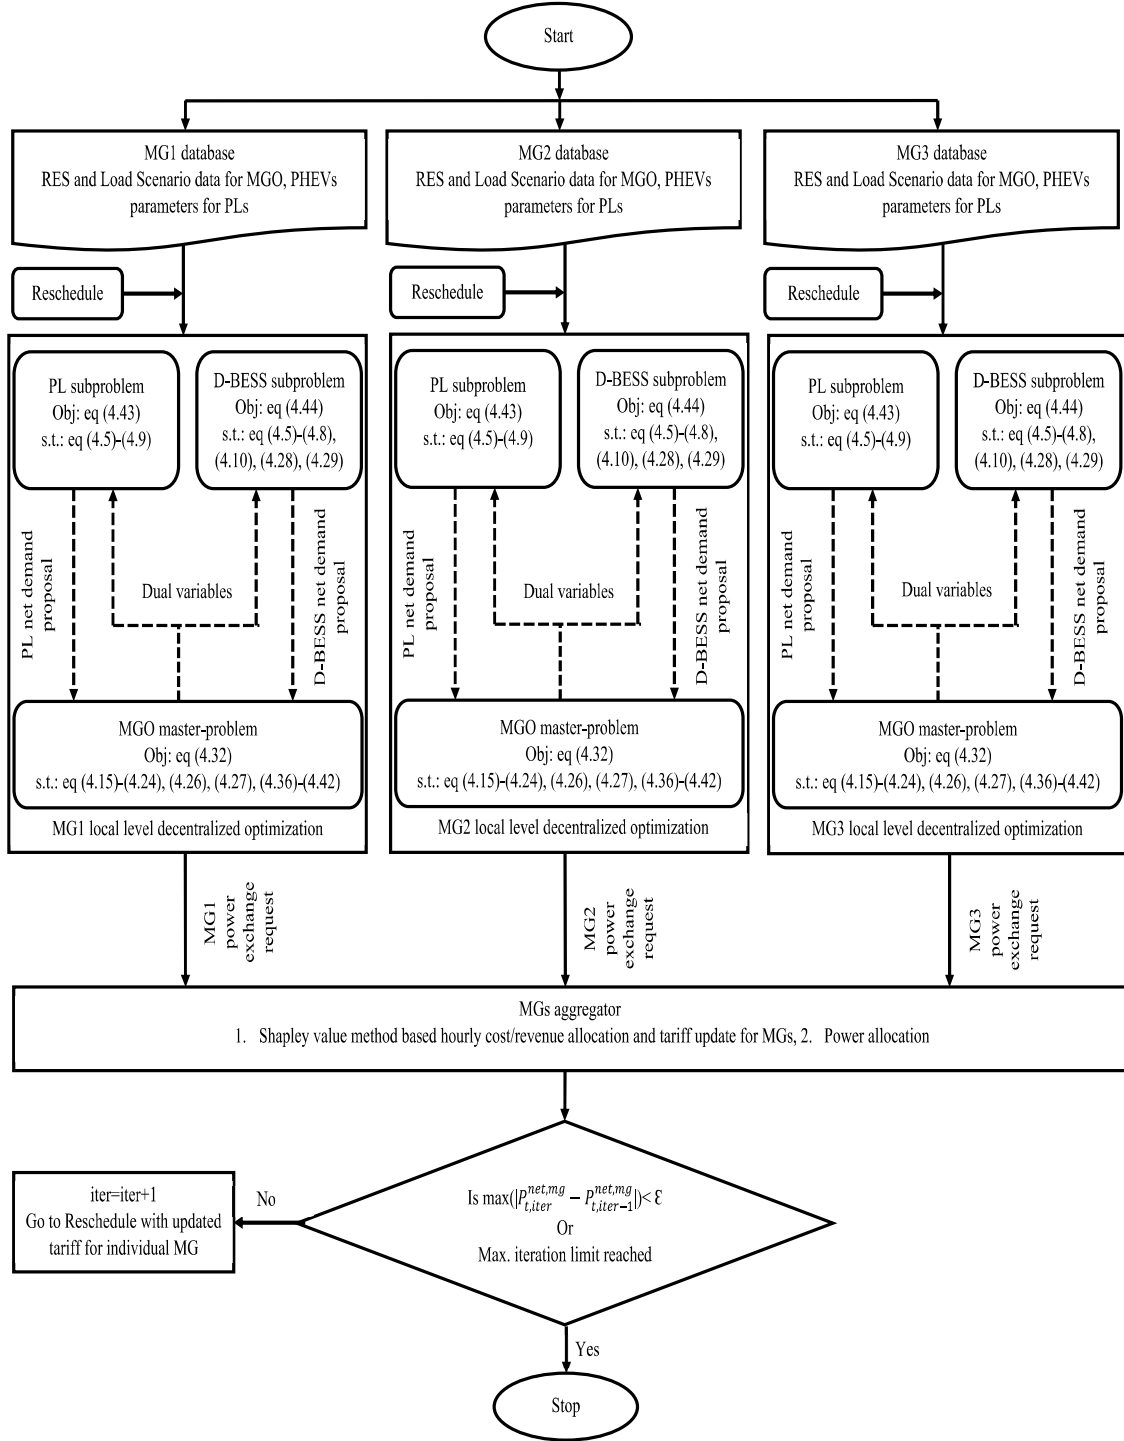 Start
MG1 database
RES and Load Scenario data for MGO, PHEVs
parameters for PLs
MG2 database
RES and Load Scenario data for MGO, PHEVs
parameters for PLs
MG3 database
RES and Load Scenario data for MGO, PHEVs
parameters for PLs
Reschedule
Reschedule
Reschedule
PL subproblem
Obj: eq (4.43)
s.t.: eq (4.5)-(4.9)
D-BESS subproblem
Obj: eq (4.44)
s.t.: eq (4.5)-(4.8),
(4.10), (4.28), (4.29)
PL net demand
proposal
Dual variables
D-BESS net demand
proposal
MGO master-problem
Obj: eq (4.32)
s.t.: eq (4.15)-(4.24), (4.26), (4.27), (4.36)-(4.42)
MG1 local level decentralized optimization
PL subproblem
Obj: eq (4.43)
s.t.: eq (4.5)-(4.9)
D-BESS subproblem
Obj: eq (4.44)
s.t.: eq (4.5)-(4.8),
(4.10), (4.28), (4.29)
PL net demand
proposal
Dual variables
D-BESS net demand
proposal
MGO master-problem
Obj: eq (4.32)
s.t.: eq (4.15)-(4.24), (4.26), (4.27), (4.36)-(4.42)
MG2 local level decentralized optimization
PL subproblem
Obj: eq (4.43)
s.t.: eq (4.5)-(4.9)
D-BESS subproblem
Obj: eq (4.44)
s.t.: eq (4.5)-(4.8),
(4.10), (4.28), (4.29)
PL net demand
proposal
Dual variables
D-BESS net demand
proposal
MGO master-problem
Obj: eq (4.32)
s.t.: eq (4.15)-(4.24), (4.26), (4.27), (4.36)-(4.42)
MG3 local level decentralized optimization
MG1
power
exchange
request
MG2
power
exchange
request
MG3
power
exchange
request
MGs aggregator
1. Shapley value method based hourly cost/revenue allocation and tariff update for MGs, 2. Power allocation
Is max(|P_{t,iter}^{net,mg} − P_{t,iter−1}^{net,mg}|)< ε
Or
Max. iteration limit reached
No
iter=iter+1
Go to Reschedule with updated
tariff for individual MG
Yes
Stop